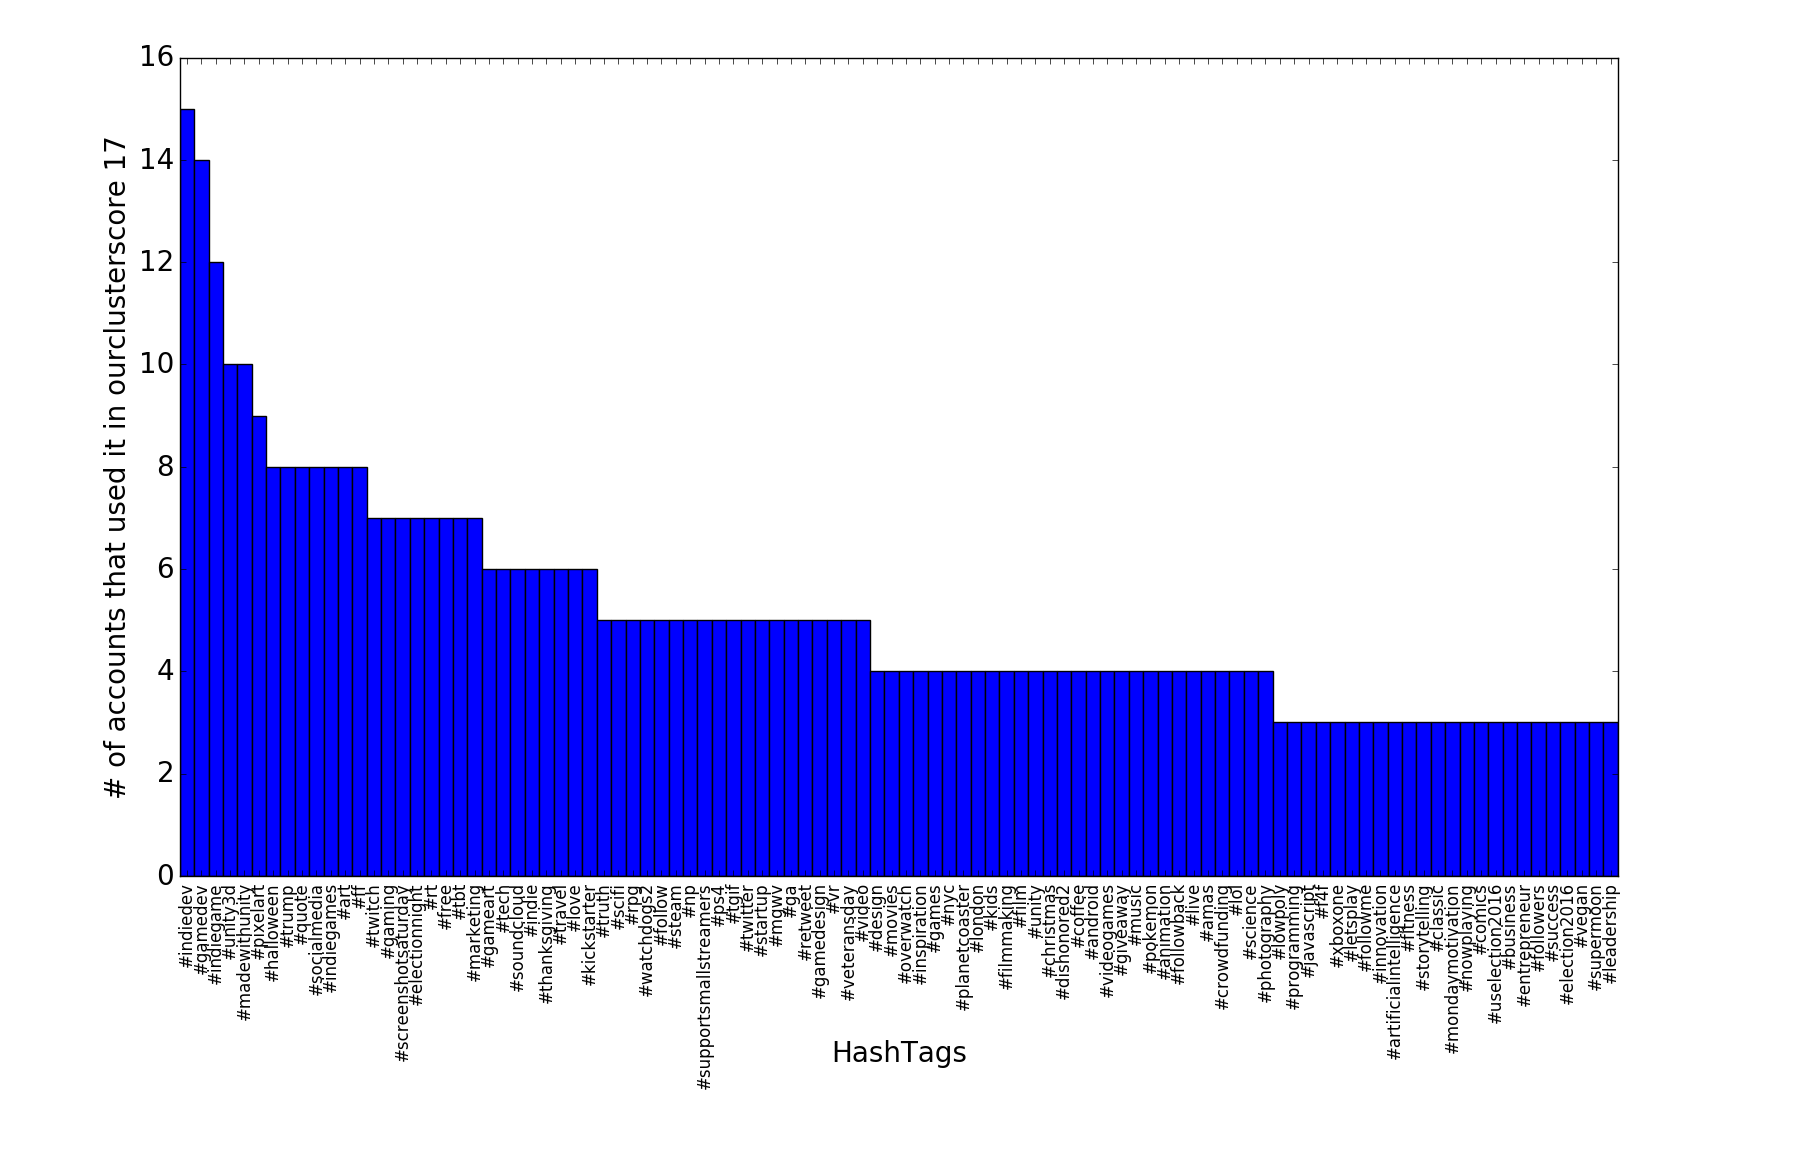 # of accounts that used it in ourclusterscore 17
16
14
12
10
8
6
4
2
0
#indiedev
#gamedev
#indiegame
#unity3d
#madewithunity
#pixelart
#halloween
#trump
#quote
#socialmedia
#indiegames
#art
#ff
#twitch
#gaming
#screenshotsaturday
#electionnight
#rt
#free
#tbt
#marketing
#gameart
#tech
#soundcloud
#indie
#thanksgiving
#travel
#love
#kickstarter
#truth
#scifi
#rpg
#watchdogs2
#follow
#steam
#np
#supportsmallstreamers
#ps4
#tgif
#twitter
#startup
#mgwv
#ga
#retweet
#gamedesign
#vr
#veteransday
#video
#design
#movies
#overwatch
#inspiration
#games
#nyc
#planetcoaster
#london
#kids
#filmmaking
#film
#unity
#christmas
#dishonored2
#coffee
#android
#videogames
#giveaway
#music
#pokemon
#animation
#followback
#live
#amas
#crowdfunding
#lol
#science
#photography
#lowpoly
#programming
#javascript
#f4f
#xboxone
#letsplay
#followme
#innovation
#artificialintelligence
#fitness
#storytelling
#classic
#mondaymotivation
#nowplaying
#comics
#uselection2016
#business
#entrepreneur
#followers
#success
#election2016
#vegan
#supermoon
#leadership
HashTags